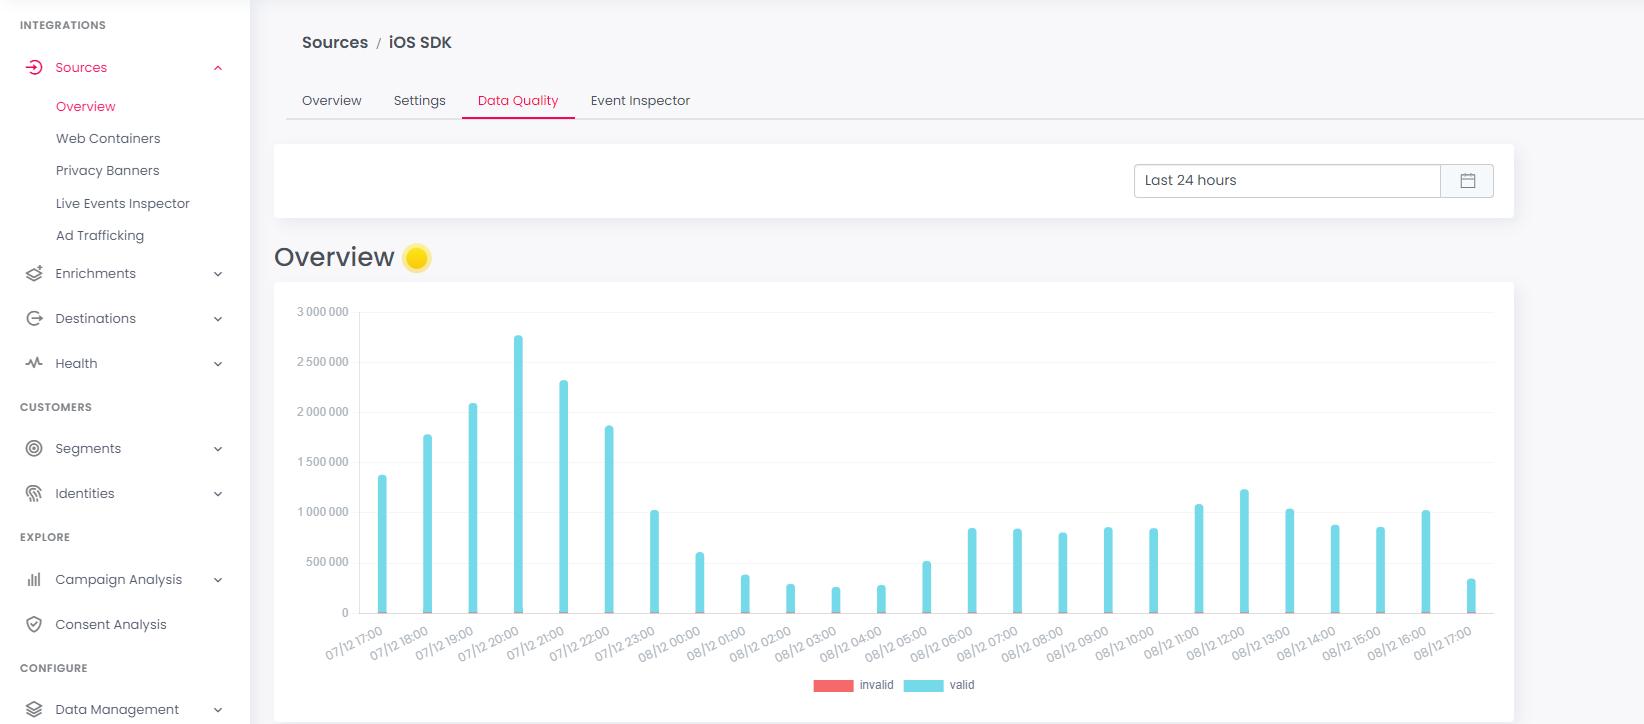 INTEGRATIONS
Sources
Overview
Web Containers
Privacy Banners
Live Events Inspector
Ad Trafficking
Enrichments
Destinations
Health
CUSTOMERS
Segments
Identities
EXPLORE
Campaign Analysis
Consent Analysis
CONFIGURE
Data Management
Sources / iOS SDK
Overview Settings Data Quality Event Inspector
Last 24 hours
Overview
3 000 000
2 500 000
2 000 000
1 500 000
1 000 000
500 000
0
07/12 17:00 07/12 18:00 07/12 19:00 07/12 20:00 07/12 21:00 07/12 22:00 07/12 23:00 08/12 00:00 08/12 01:00 08/12 02:00 08/12 03:00 08/12 04:00 08/12 05:00 08/12 06:00 08/12 07:00 08/12 08:00 08/12 09:00 08/12 10:00 08/12 11:00 08/12 12:00 08/12 13:00 08/12 14:00 08/12 15:00 08/12 16:00 08/12 17:00
invalid valid